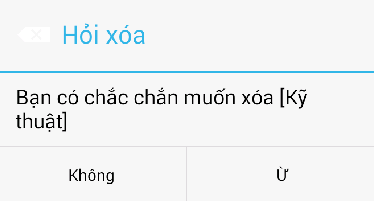 Hỏi xóa
Bạn có chắc chắn muốn xóa [Kỹ
thuật]
Không
Ừ